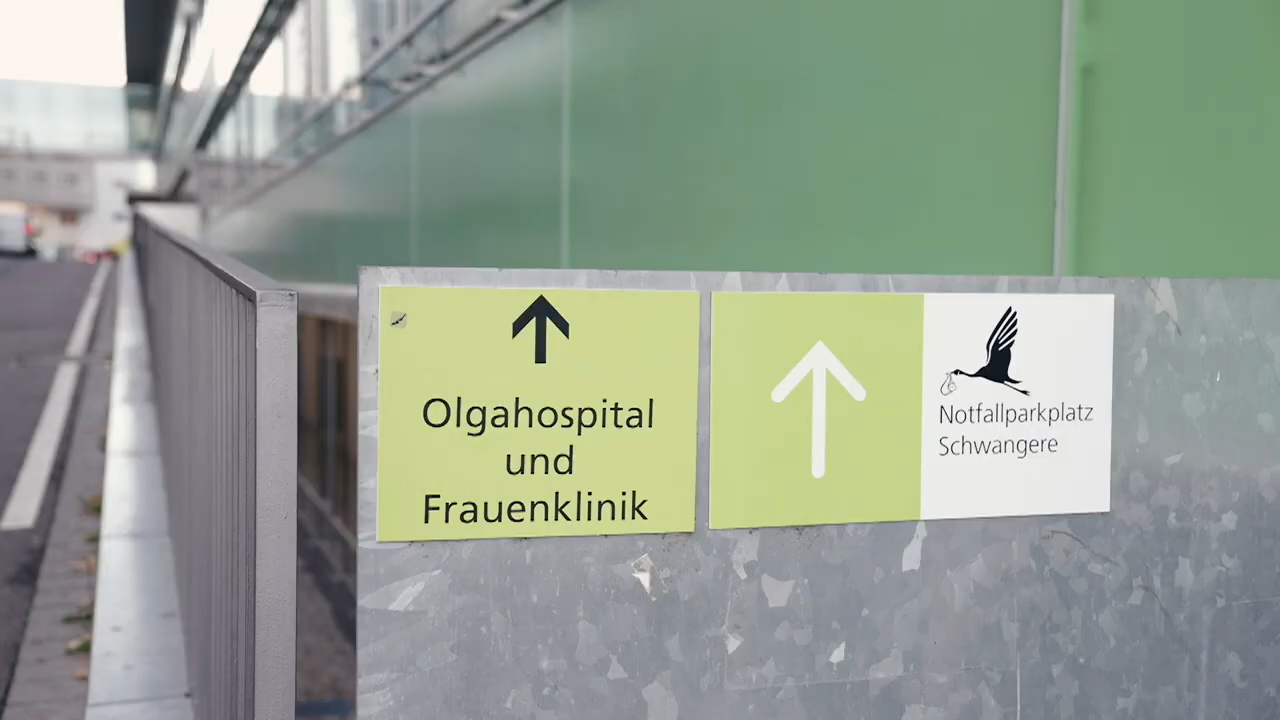 Olgahospital
und
Frauenklinik
Notfallparkplatz
Schwangere